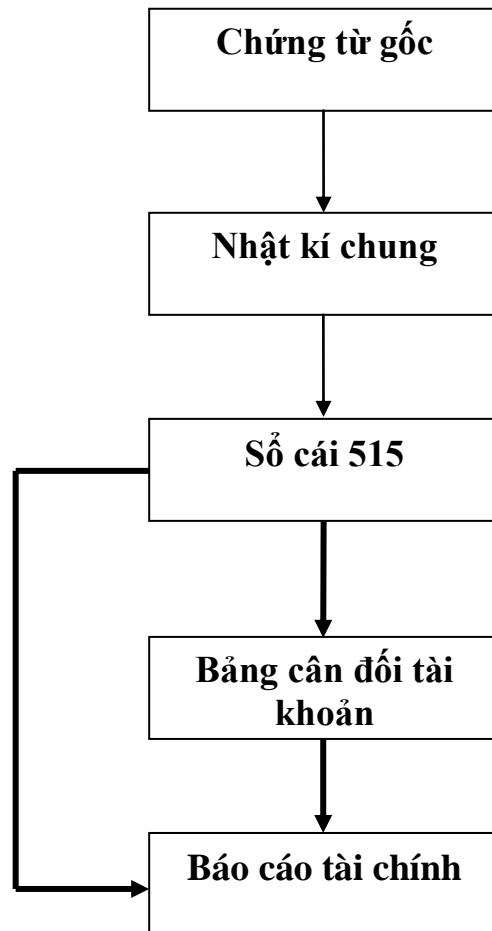 Chứng từ gốc
Nhật kí chung
Sổ cái 515
Bảng cân đối tài
khoản
Báo cáo tài chính